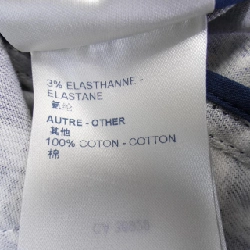 3% ELASTHANNE -
ELASTANE
氨纶
AUTRE - OTHER
其他
100% COTON - COTTON
棉